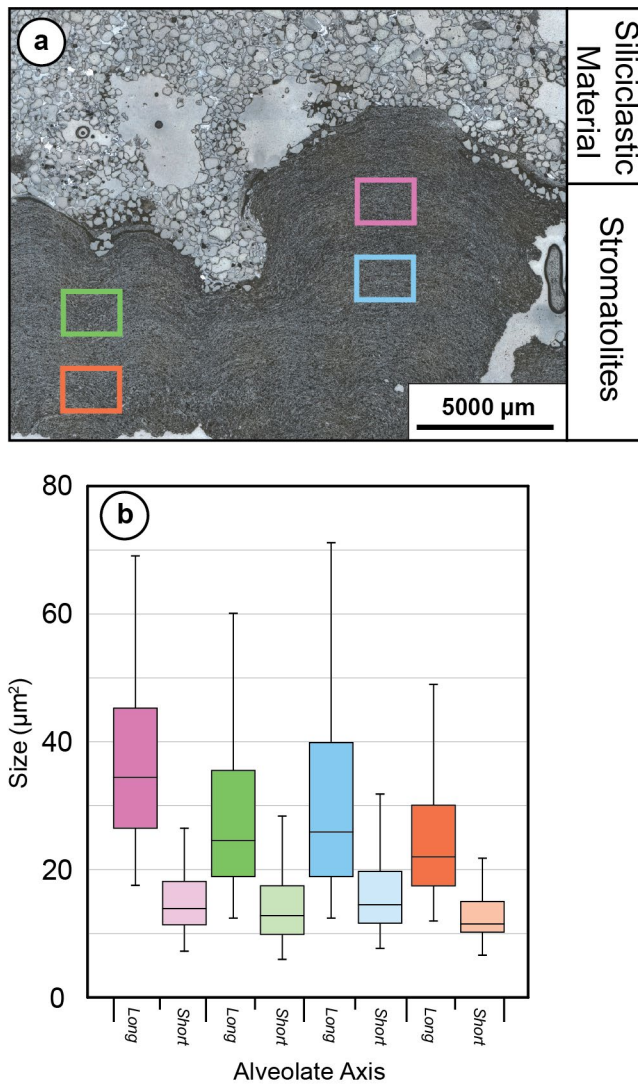 a
Siliciclastic
Material
Stromatolites
5000 µm
b
80
60
40
20
0
Size (µm²)
Long
Short
Long
Short
Long
Short
Long
Short
Alveolate Axis